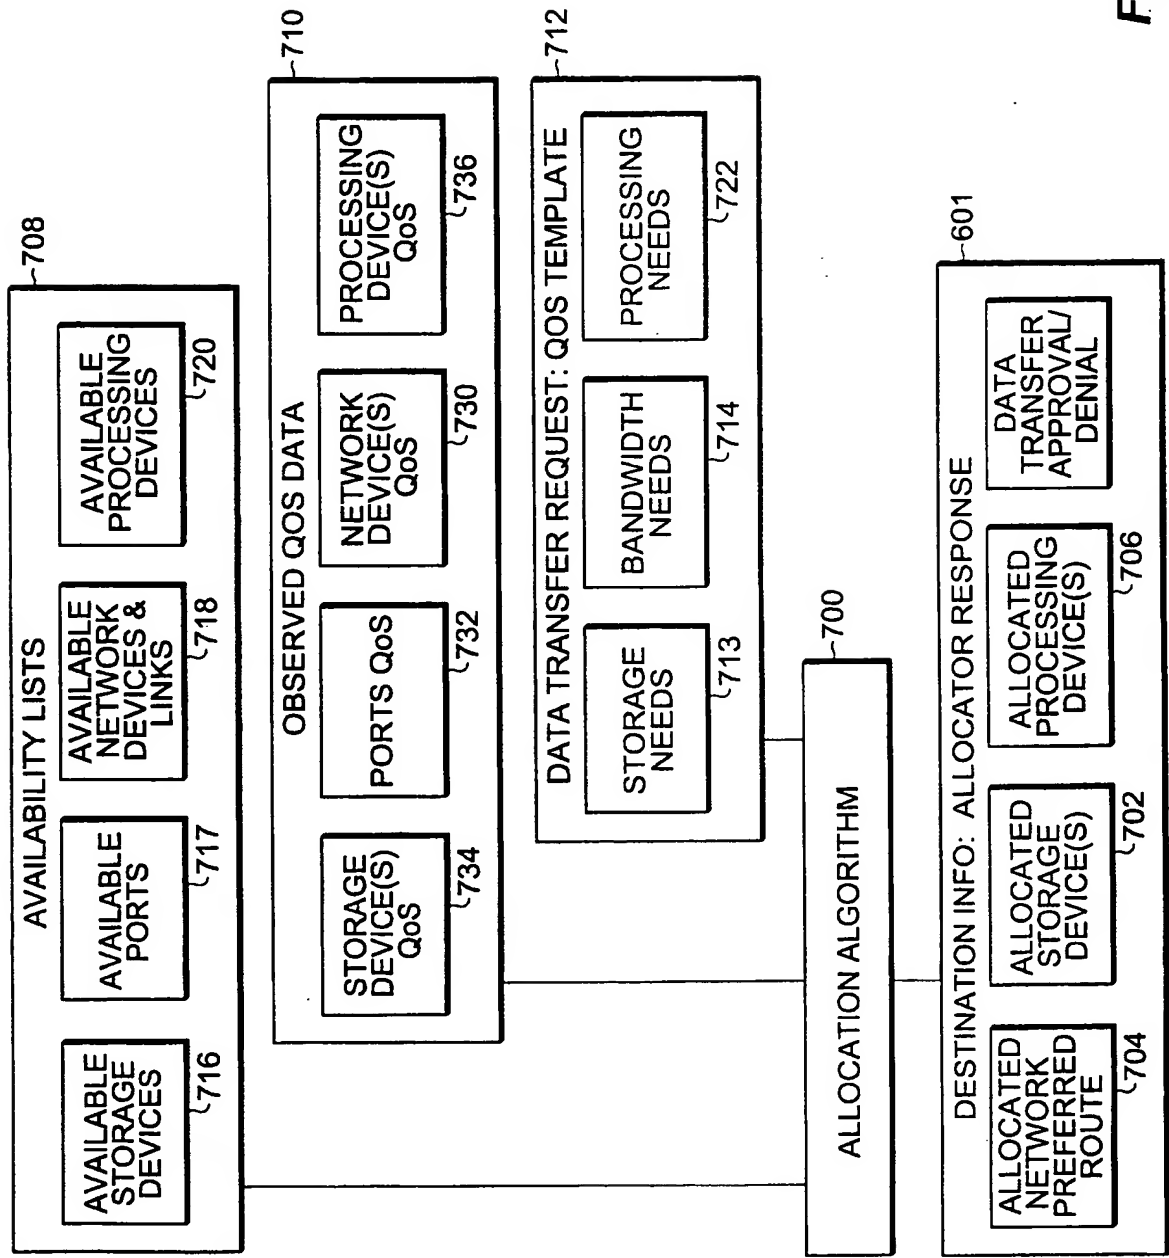 708
AVAILABILITY LISTS
AVAILABLE
STORAGE
DEVICES
716
AVAILABLE
PORTS
717
AVAILABLE
NETWORK
DEVICES &
LINKS
718
AVAILABLE
PROCESSING
DEVICES
720
710
OBSERVED QOS DATA
STORAGE
DEVICE(S)
QoS
734
PORTS QoS
732
NETWORK
DEVICE(S)
QoS
730
PROCESSING
DEVICE(S)
QoS
736
712
DATA TRANSFER REQUEST: QOS TEMPLATE
STORAGE
NEEDS
713
BANDWIDTH
NEEDS
714
PROCESSING
NEEDS
722
700
ALLOCATION ALGORITHM
601
DESTINATION INFO: ALLOCATOR RESPONSE
ALLOCATED
NETWORK
PREFERRED
ROUTE
704
ALLOCATED
STORAGE
DEVICE(S)
702
ALLOCATED
PROCESSING
DEVICE(S)
706
DATA
TRANSFER
APPROVAL/
DENIAL